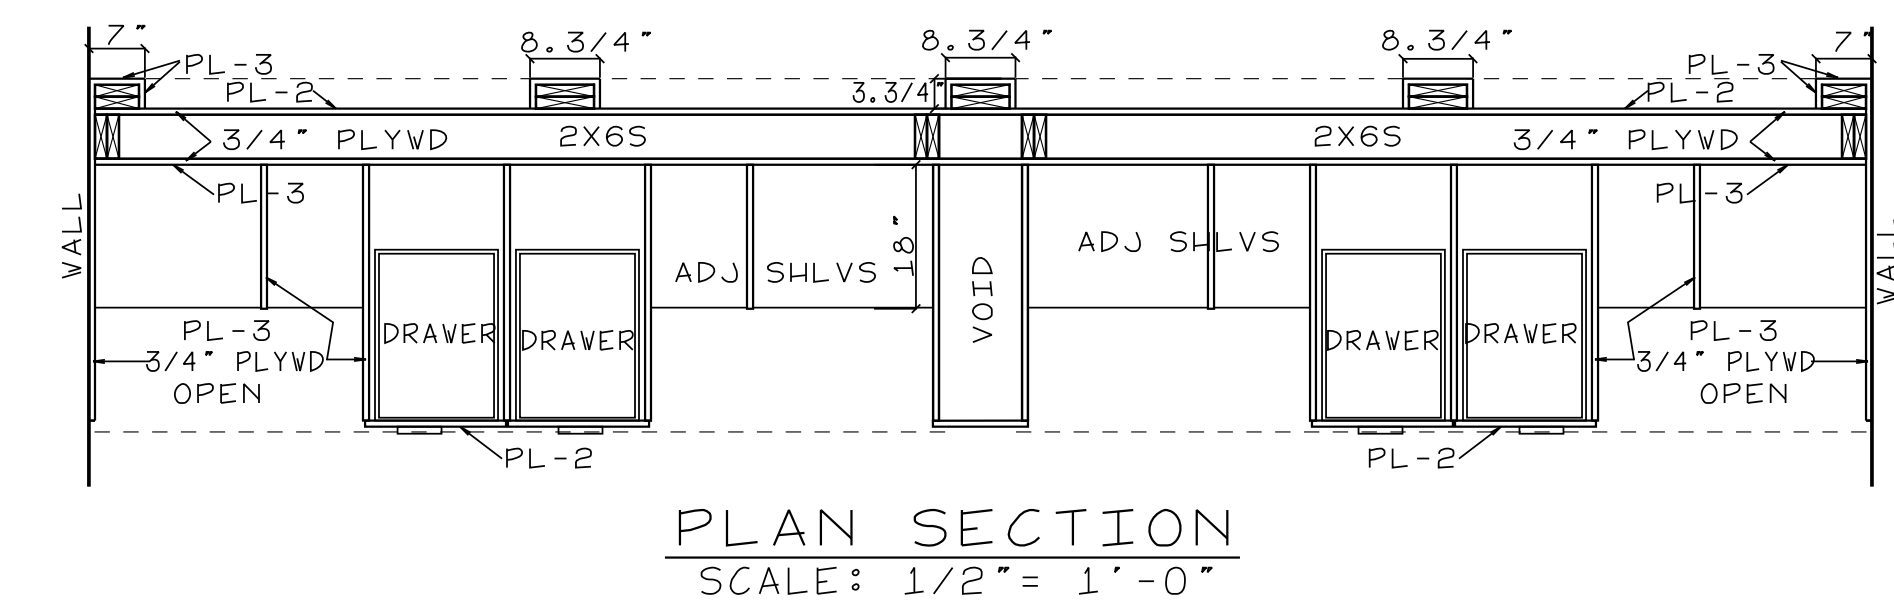 7"
8.3/4"
8.3/4"
8.3/4"
7"
PL-3
PL-3
PL-2
3.3/4"
PL-2
3/4" PLYWD
2X6S
2X6S
3/4" PLYWD
PL-3
PL-3
WALL
ADJ SHLVS
18"
VOID
ADJ SHLVS
WALL
PL-3
3/4" PLYWD
OPEN
DRAWER
DRAWER
DRAWER
DRAWER
PL-3
3/4" PLYWD
OPEN
PL-2
PL-2
PLAN SECTION
SCALE: 1/2"= 1'-0"